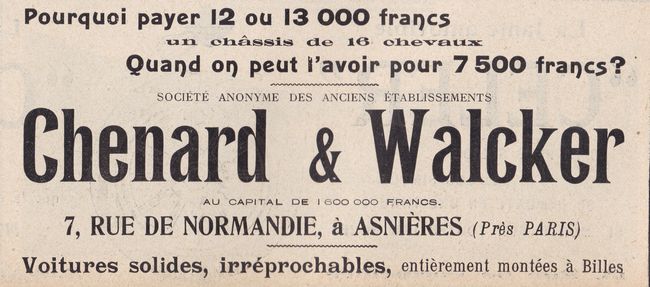 Pourquoi payer 12 ou 13 000 francs
un châssis de 16 chevaux
Quand on peut l'avoir pour 7 500 francs?
SOCIÉTÉ ANONYME DES ANCIENS ÉTABLISSEMENTS
Chenard & Walcker
AU CAPITAL DE 1 600 000 FRANCS.
7, RUE DE NORMANDIE, à ASNIÈRES (Près PARIS)
Voitures solides, irréprochables, entièrement montées à Billes